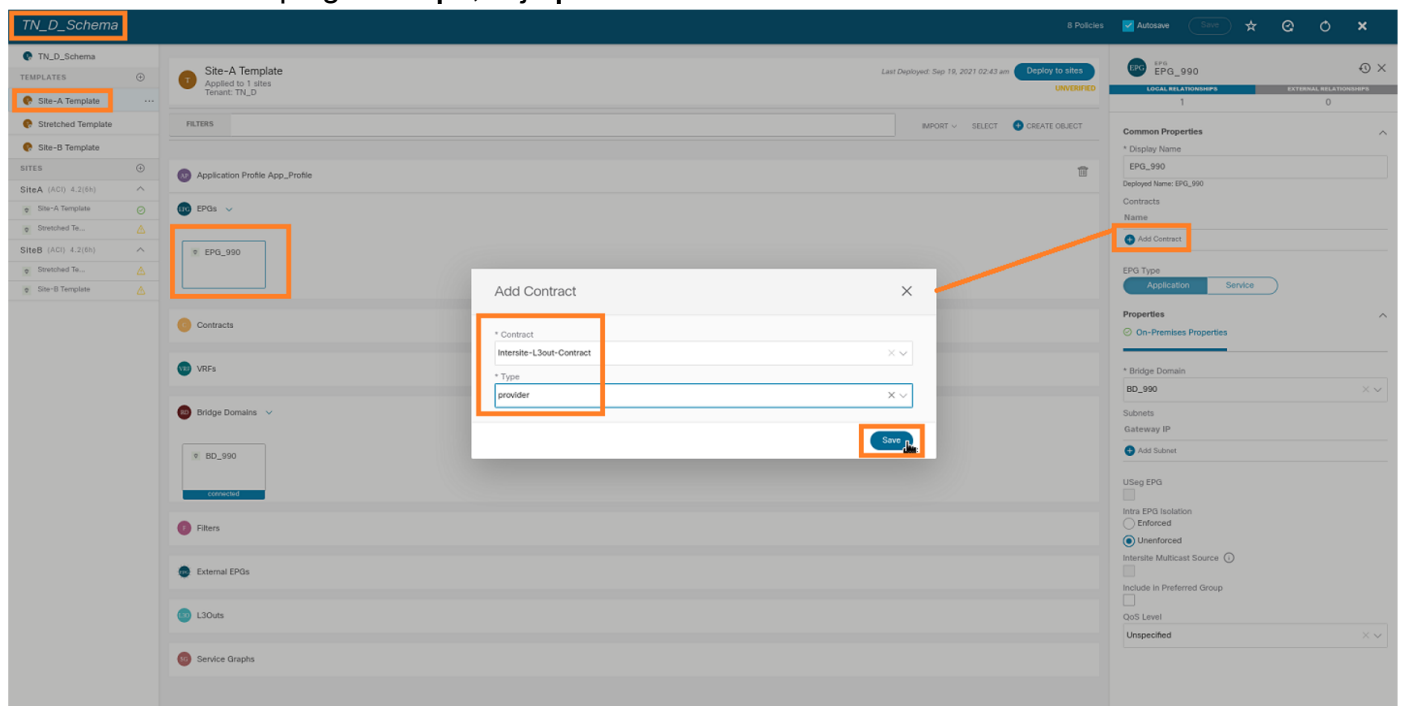 TN_D_Schema
8 Policies
Autosave
Save
TN_D_Schema
TEMPLATES
Site-A Template
Stretched Template
Site-B Template
SITES
SiteA (ACI) 4.2(6h)
Site-A Template
Stretched Te...
SiteB (ACI) 4.2(6h)
Stretched Te...
Site-B Template
T
Site-A Template
Applied to 1 sites
Tenant: TN_D
Last Deployed: Sep 19, 2021 02:43 am
Deploy to sites
UNVERIFIED
FILTERS
IMPORT
SELECT
CREATE OBJECT
AP
Application Profile App_Profile
EPG
EPGs
EPG_990
Contracts
VRF
VRFs
BD
Bridge Domains
BD_990
connected
F
Filters
External EPGs
L3Outs
SG
Service Graphs
Add Contract
* Contract
Intersite-L3out-Contract
* Type
provider
Save
EPG
EPG
EPG_990
LOCAL RELATIONSHIPS
1
EXTERNAL RELATIONSHIPS
0
Common Properties
* Display Name
EPG_990
Deployed Name: EPG_990
Contracts
Name
Add Contract
EPG Type
Application
Service
Properties
On-Premises Properties
* Bridge Domain
BD_990
Subnets
Gateway IP
Add Subnet
USeg EPG
Intra EPG Isolation
Enforced
Unenforced
Intersite Multicast Source
Include in Preferred Group
QoS Level
Unspecified